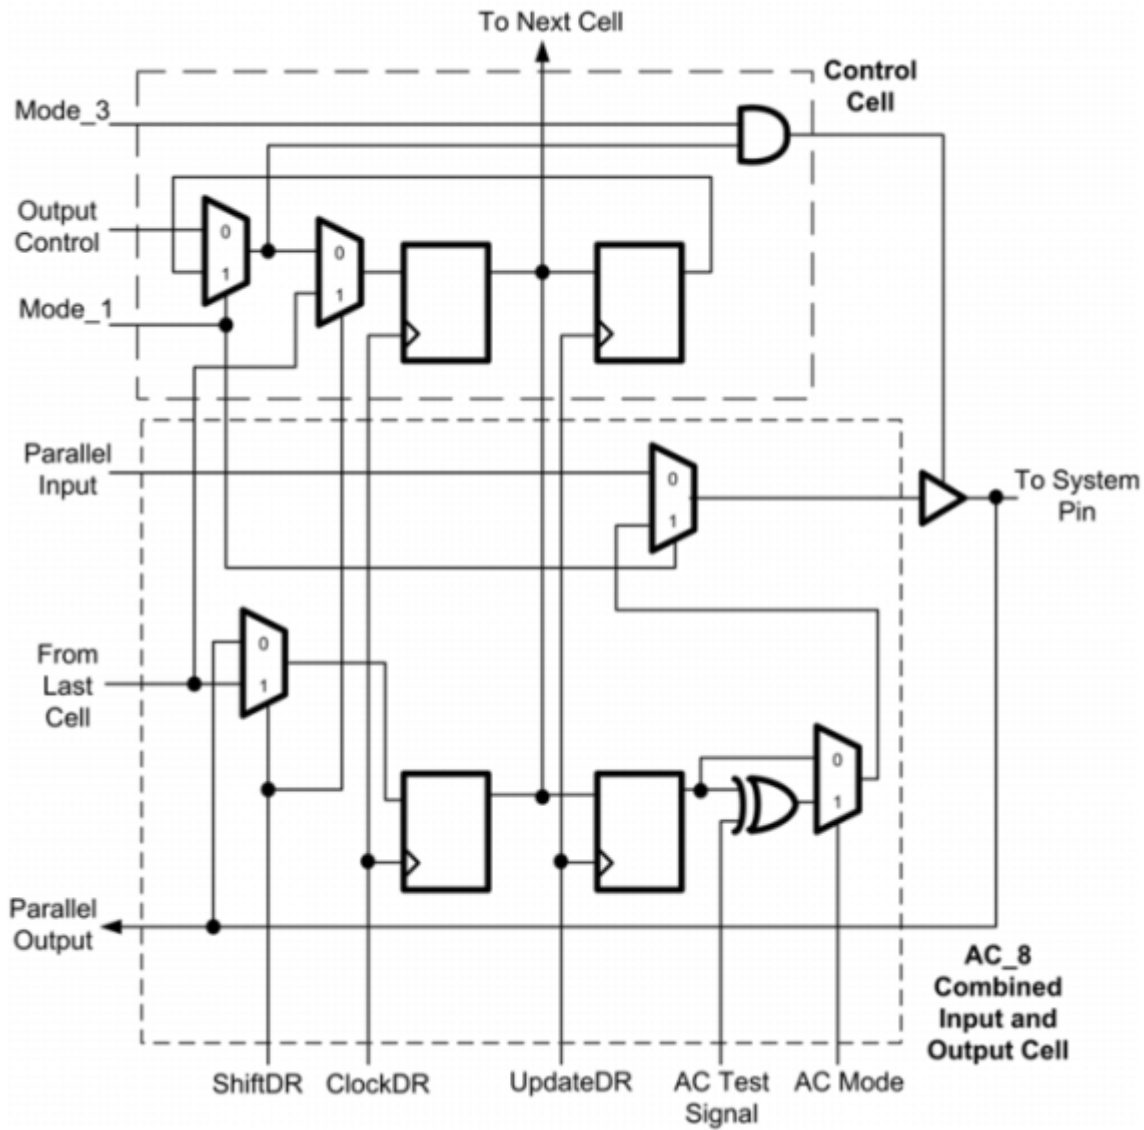 To Next Cell
Control
Cell
Mode_3
Output
Control
0
1
0
1
Mode_1
Parallel
Input
0
1
To System
Pin
From
Last
Cell
0
1
0
1
Parallel
Output
AC_8
Combined
Input and
Output Cell
ShiftDR
ClockDR
UpdateDR
AC Test
Signal
AC Mode